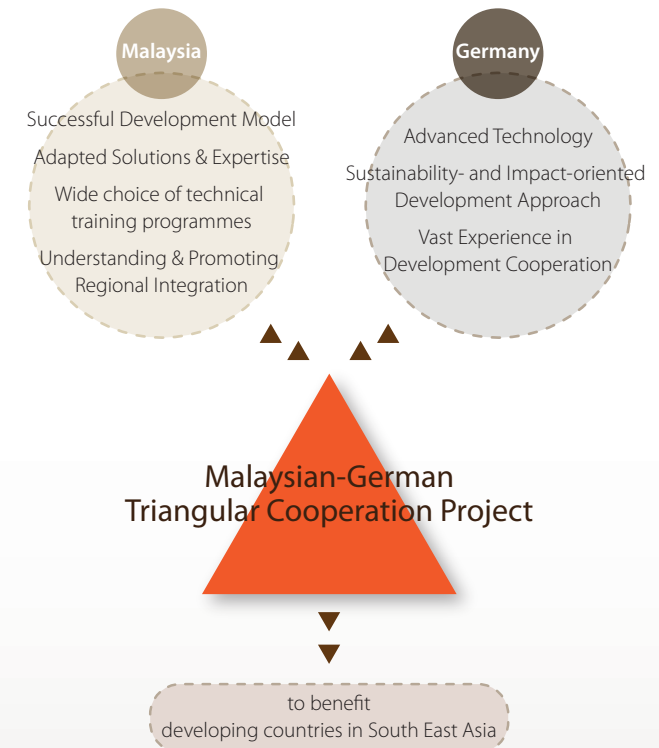 Malaysia
Successful Development Model
Adapted Solutions & Expertise
Wide choice of technical
training programmes
Understanding & Promoting
Regional Integration
Germany
Advanced Technology
Sustainability- and Impact-oriented
Development Approach
Vast Experience in
Development Cooperation
Malaysian-German
Triangular Cooperation Project
to benefit
developing countries in South East Asia